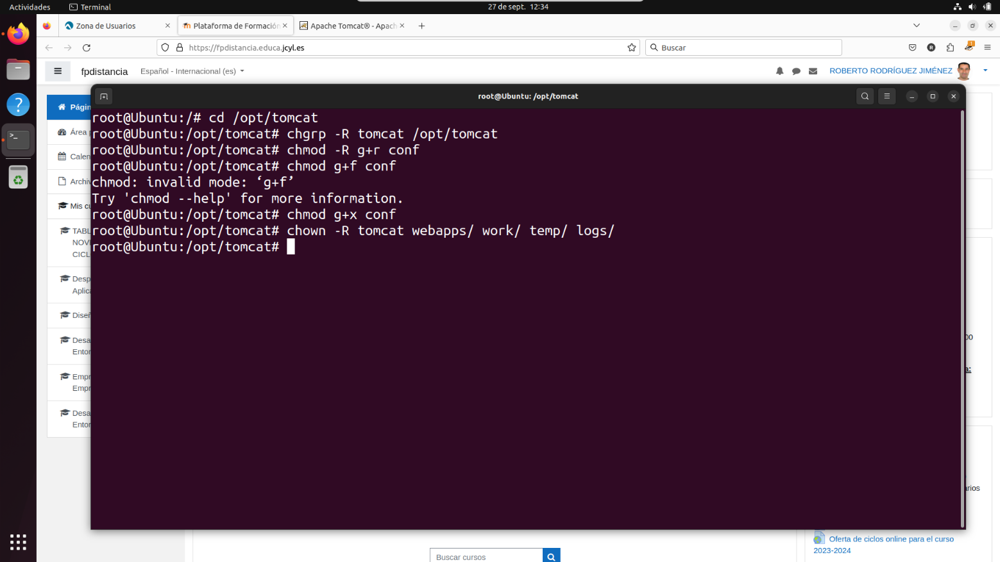 Actividades
Terminal
27 de sept. 12:34
Zona de Usuarios
Plataforma de Formación
Apache Tomcat® - Apach
https://fpdistancia.educa.jcyl.es
Buscar
fpdistancia
Español - Internacional (es)
ROBERTO RODRÍGUEZ JIMÉNEZ
root@Ubuntu: /opt/tomcat
root@Ubuntu:/# cd /opt/tomcat
root@Ubuntu:/opt/tomcat# chgrp -R tomcat /opt/tomcat
root@Ubuntu:/opt/tomcat# chmod -R g+r conf
root@Ubuntu:/opt/tomcat# chmod g+f conf
chmod: invalid mode: ‘g+f’
Try 'chmod --help' for more information.
root@Ubuntu:/opt/tomcat# chmod g+x conf
root@Ubuntu:/opt/tomcat# chown -R tomcat webapps/ work/ temp/ logs/
root@Ubuntu:/opt/tomcat#
Págin
Área p
Calen
Archiv
Mis cu
TABL
NOV
CICL
Desp
Aplica
Diseñ
Desa
Entor
Empr
Empr
Desa
Entor
00
a:
arios
Oferta de ciclos online para el curso
2023-2024
Buscar cursos